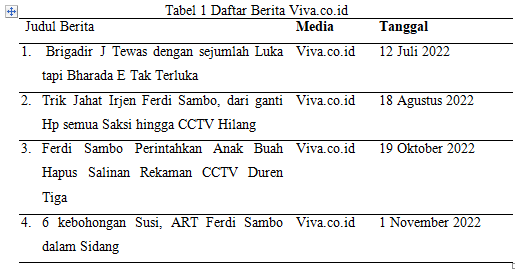 Tabel 1 Daftar Berita Viva.co.id
Judul Berita Media Tanggal
1. Brigadir J Tewas dengan sejumlah Luka Viva.co.id 12 Juli 2022
tapi Bharada E Tak Terluka
2. Trik Jahat Irjen Ferdi Sambo, dari ganti Viva.co.id 18 Agustus 2022
Hp semua Saksi hingga CCTV Hilang
3. Ferdi Sambo Perintahkan Anak Buah Viva.co.id 19 Oktober 2022
Hapus Salinan Rekaman CCTV Duren
Tiga
4. 6 kebohongan Susi, ART Ferdi Sambo Viva.co.id 1 November 2022
dalam Sidang